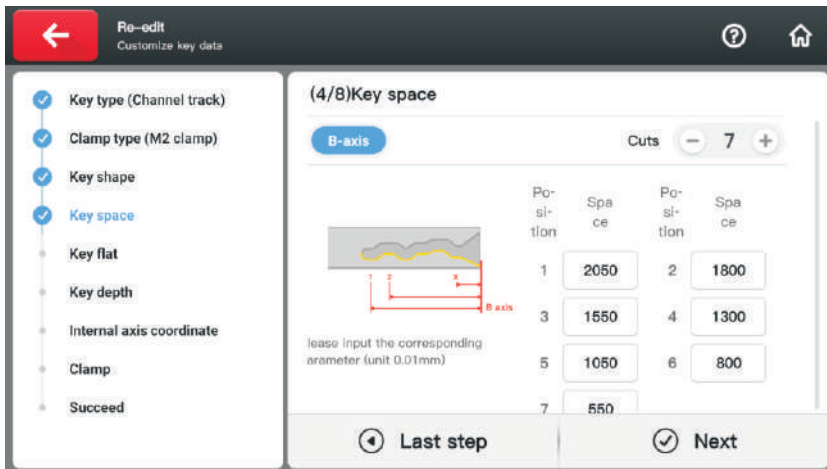 Re-edit
Customize key data
Key type (Channel track)
Clamp type (M2 clamp)
Key shape
Key space
Key flat
Key depth
Internal axis coordinate
Clamp
Succeed
(4/8)Key space
B-axis
Cuts − 7 +
Po-
si-
tion
Spa
ce
Po-
si-
tion
Spa
ce
1 2050 2 1800
3 1550 4 1300
5 1050 6 800
7 550
1 2 x
B axis
lease input the corresponding
arameter (unit 0.01mm)
Last step
Next